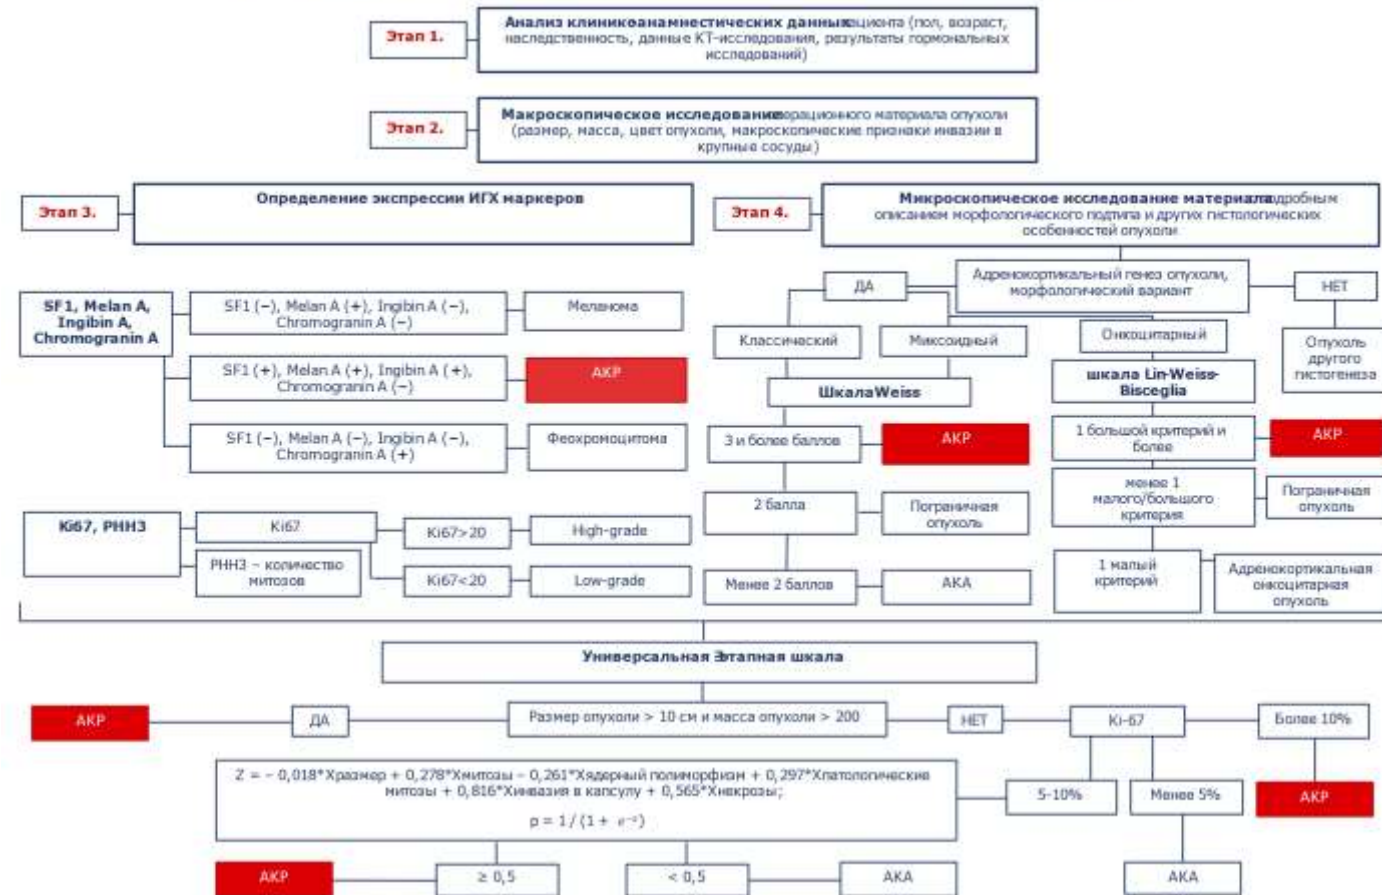 Этап 1.
Анализ клиникоанамнестических данных пациента (пол, возраст,
наследственность, данные КТ-исследования, результаты гормональных
исследований)
Этап 2.
Макроскопическое исследование операционного материала опухоли
(размер, масса, цвет опухоли, макроскопические признаки инвазии в
крупные сосуды)
Этап 3.
Определение экспрессии ИГХ маркеров
SF1, Melan A,
Ingibin A,
Chromogranin A
SF1 (−), Melan A (+), Ingibin A (−),
Chromogranin A (−)
Меланома
SF1 (+), Melan A (+), Ingibin A (+),
Chromogranin A (−)
АКР
SF1 (−), Melan A (−), Ingibin A (−),
Chromogranin A (+)
Феохромоцитома
Ki67, PHH3
Ki67
Ki67>20
High-grade
PHH3 – количество
митозов
Ki67<20
Low-grade
Этап 4.
Микроскопическое исследование материала подробным
описанием морфологического подтипа и других гистологических
особенностей опухоли
ДА
Адренокортикальный генез опухоли,
морфологический вариант
НЕТ
Классический
Миксоидный
Онкоцитарный
Опухоль
другого
гистогенеза
Шкала Weiss
шкала Lin-Weiss-
Bisceglia
3 и более баллов
АКР
1 большой критерий и
более
АКР
2 балла
Пограничная
опухоль
менее 1
малого/большого
критерия
Пограничная
опухоль
Менее 2 баллов
АКА
1 малый
критерий
Адренокортикальная
онкоцитарная
опухоль
Универсальная 3этапная шкала
АКР
ДА
Размер опухоли > 10 см и масса опухоли > 200
НЕТ
Ki-67
Более 10%
Z = − 0,018*Xразмер + 0,278*Xмитозы − 0,261*Xядерный полиморфизм + 0,297*Xпатологические
митозы + 0,816*Xинвазия в капсулу + 0,565*Xнекрозы;
p = 1 / (1 + e⁻ᶻ)
5-10%
Менее 5%
АКР
АКР
≥ 0,5
< 0,5
АКА
АКА